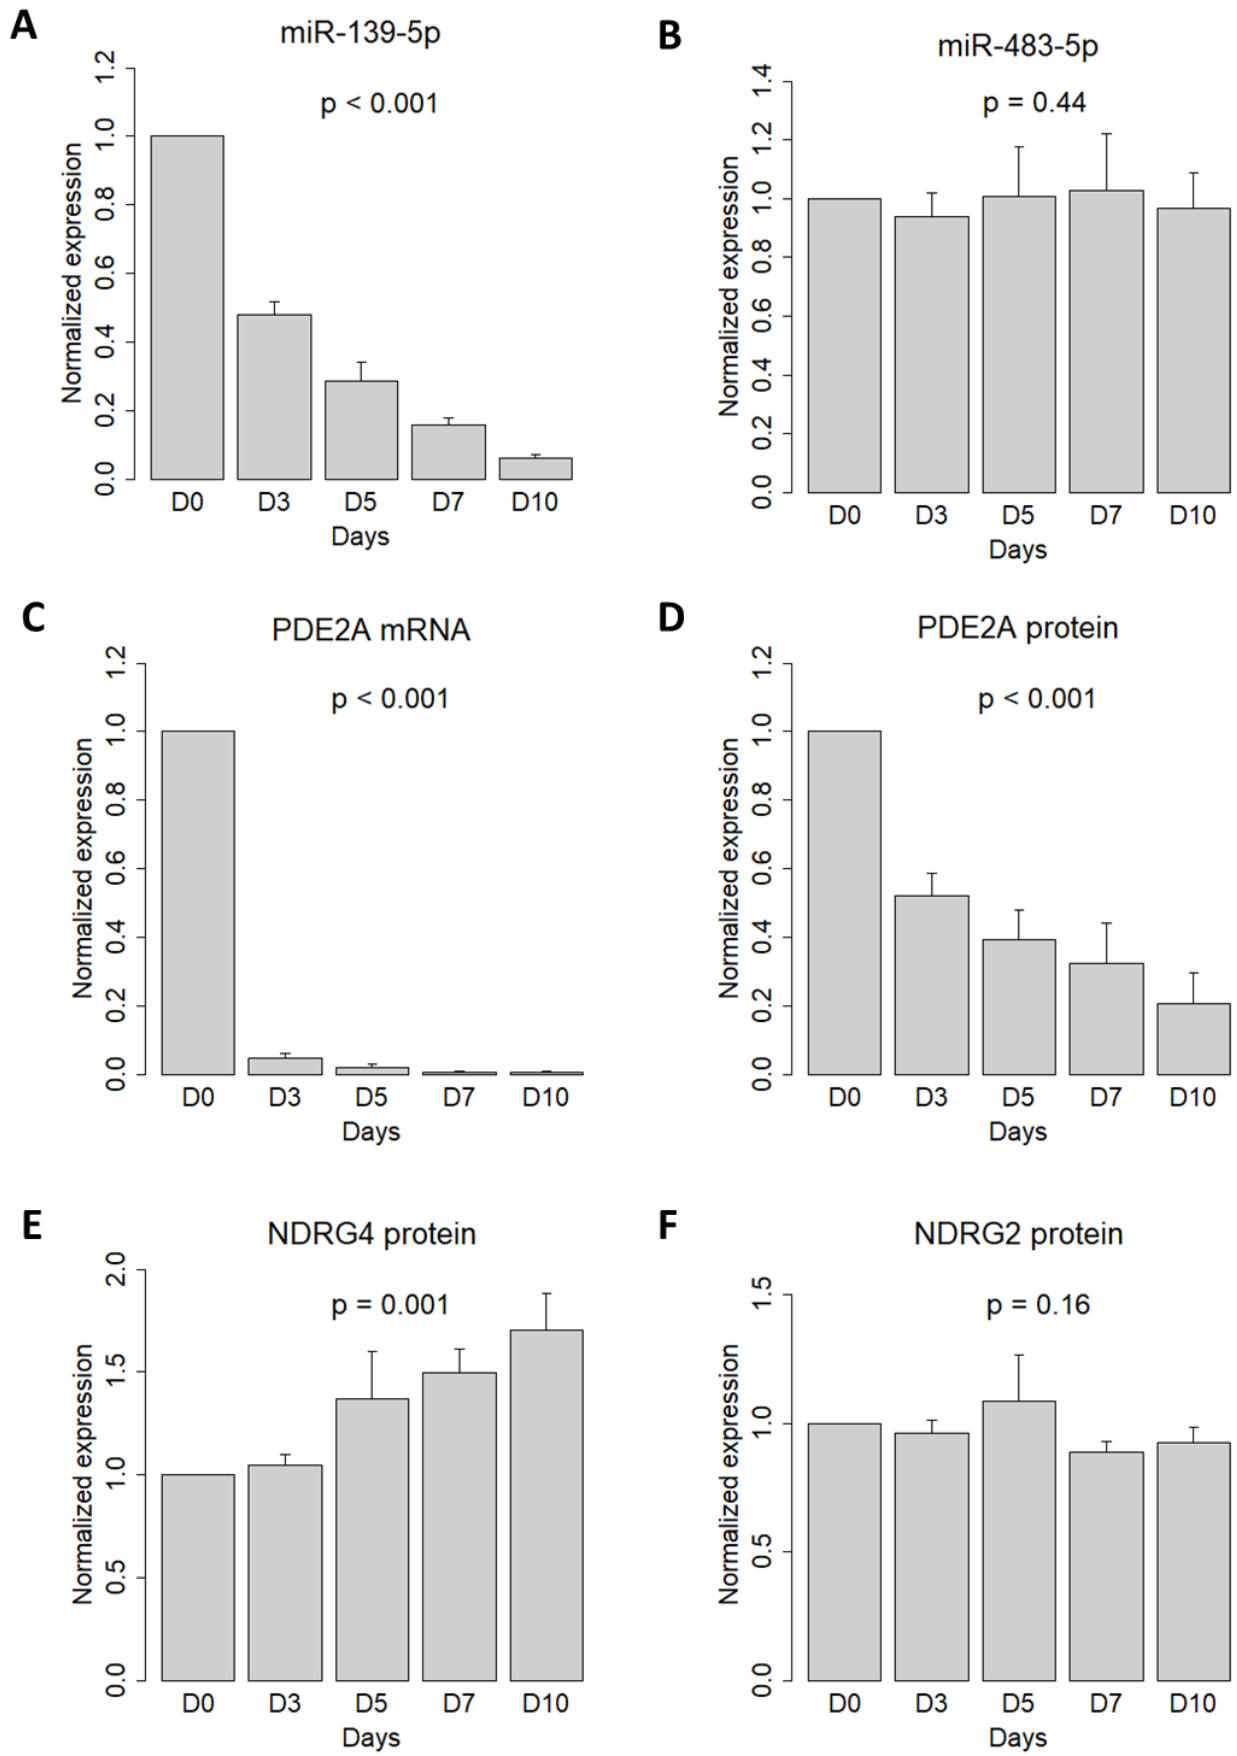 A
miR-139-5p
p < 0.001
Normalized expression
0.0 0.2 0.4 0.6 0.8 1.0 1.2
D0 D3 D5 D7 D10
Days
B
miR-483-5p
p = 0.44
Normalized expression
0.0 0.2 0.4 0.6 0.8 1.0 1.2 1.4
D0 D3 D5 D7 D10
Days
C
PDE2A mRNA
p < 0.001
Normalized expression
0.0 0.2 0.4 0.6 0.8 1.0 1.2
D0 D3 D5 D7 D10
Days
D
PDE2A protein
p < 0.001
Normalized expression
0.0 0.2 0.4 0.6 0.8 1.0 1.2
D0 D3 D5 D7 D10
Days
E
NDRG4 protein
p = 0.001
Normalized expression
0.0 0.5 1.0 1.5 2.0
D0 D3 D5 D7 D10
Days
F
NDRG2 protein
p = 0.16
Normalized expression
0.0 0.5 1.0 1.5
D0 D3 D5 D7 D10
Days